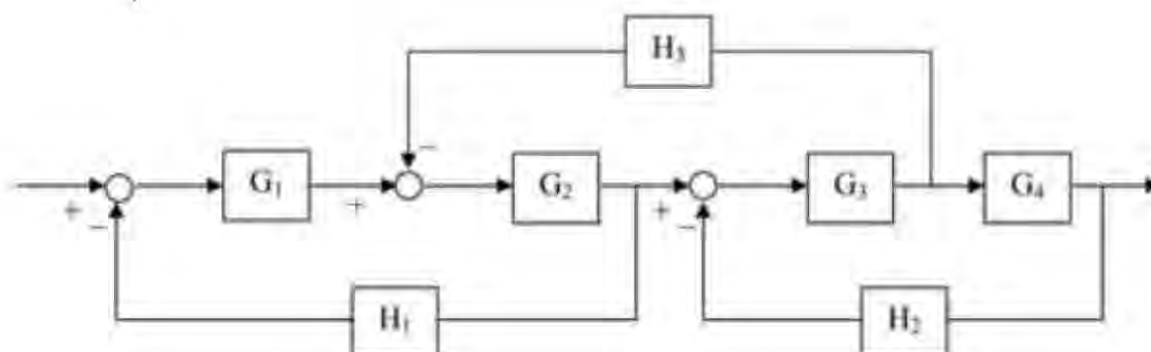 H₃
−
G₁
G₂
G₃
G₄
+
+
+
−
−
H₁
H₂